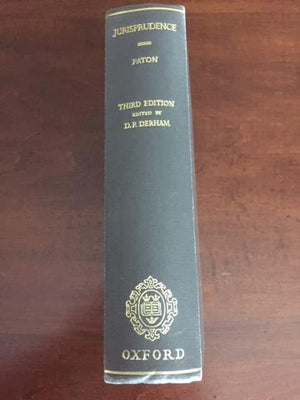 JURISPRUDENCE
PATON
THIRD EDITION
EDITED BY
D. P. DERHAM
OXFORD